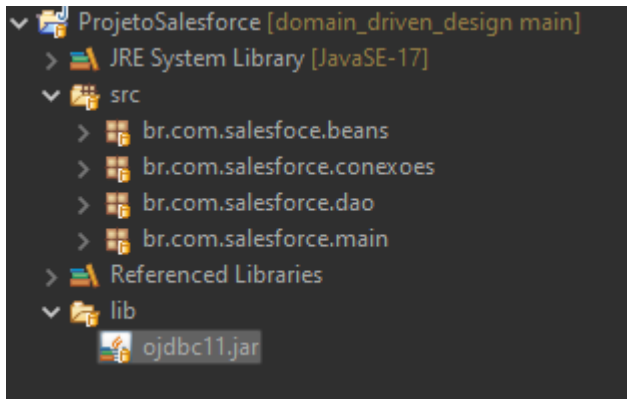 ProjetoSalesforce [domain_driven_design main]
JRE System Library [JavaSE-17]
src
br.com.salesfoce.beans
br.com.salesforce.conexoes
br.com.salesforce.dao
br.com.salesforce.main
Referenced Libraries
lib
ojdbc11.jar